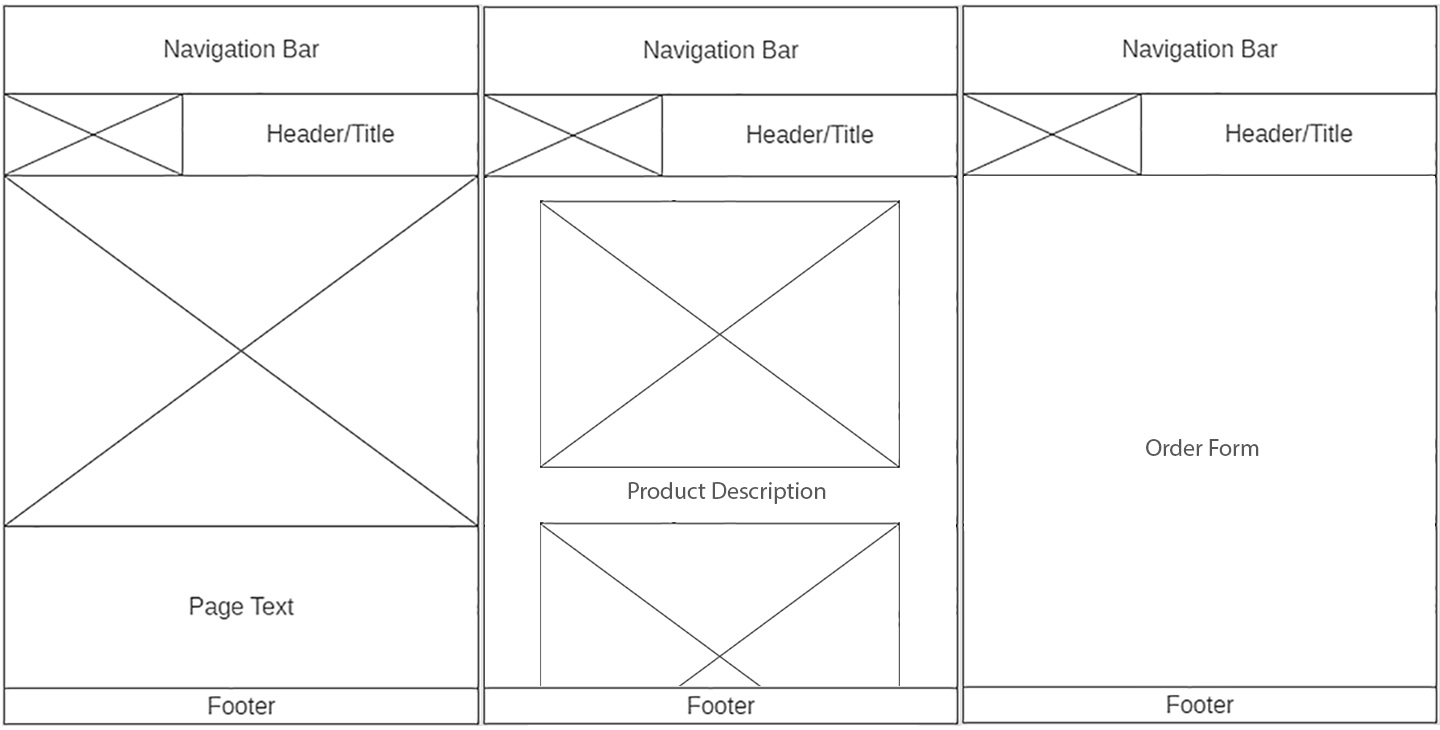 Navigation Bar
Header/Title
Page Text
Footer
Navigation Bar
Header/Title
Product Description
Footer
Navigation Bar
Header/Title
Order Form
Footer